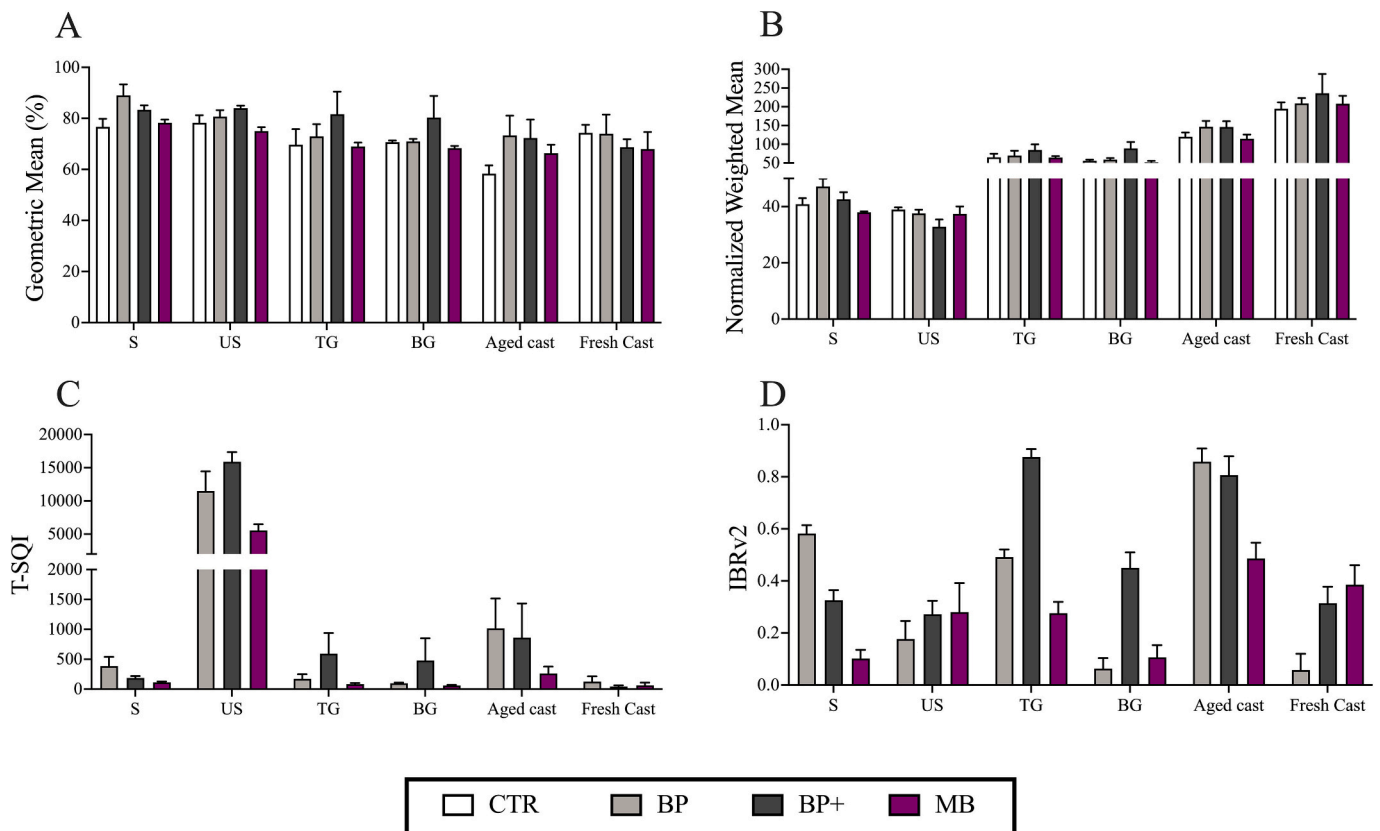 A
Geometric Mean (%)
100
80
60
40
20
0
S US TG BG Aged cast Fresh Cast
B
Normalized Weighted Mean
300
250
200
150
100
50
40
20
0
S US TG BG Aged cast Fresh Cast
C
T-SQI
20000
15000
10000
5000
2000
1500
1000
500
0
S US TG BG Aged cast Fresh Cast
D
IBRv2
1.0
0.8
0.6
0.4
0.2
0.0
S US TG BG Aged cast Fresh Cast
CTR BP BP+ MB